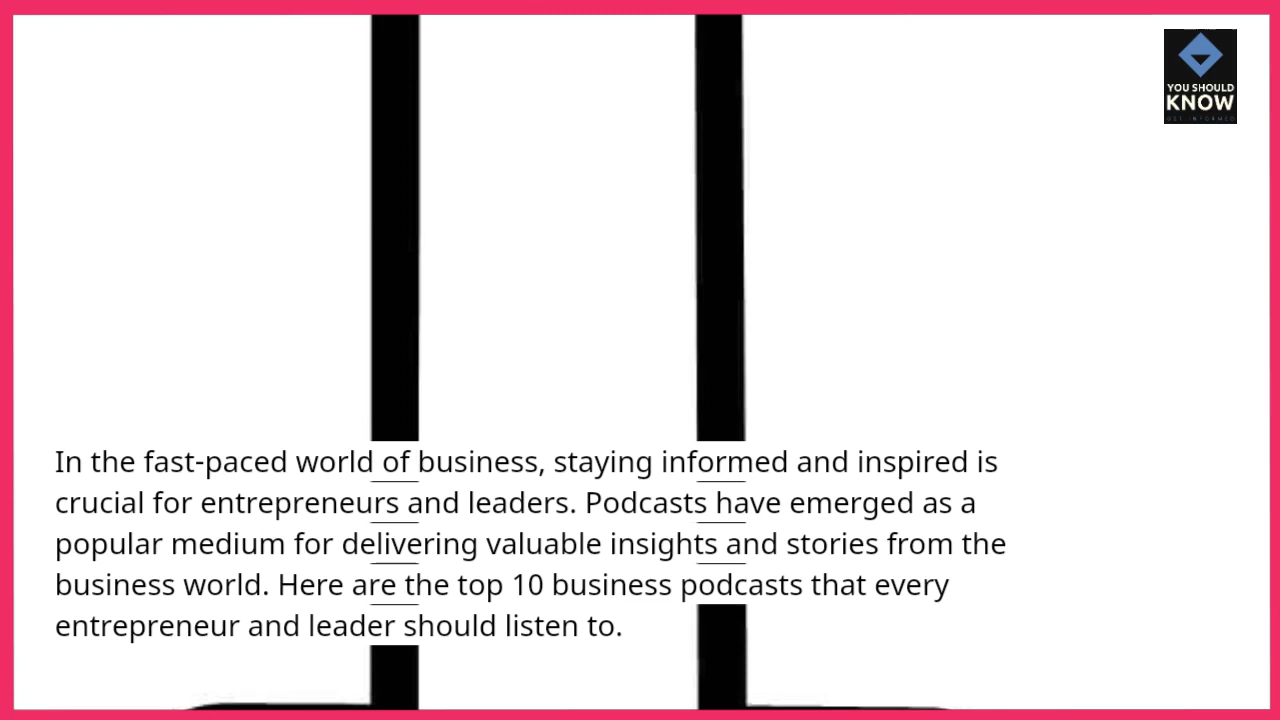 YOU SHOULD
KNOW
GET INFORMED
In the fast-paced world of business, staying informed and inspired is
crucial for entrepreneurs and leaders. Podcasts have emerged as a
popular medium for delivering valuable insights and stories from the
business world. Here are the top 10 business podcasts that every
entrepreneur and leader should listen to.